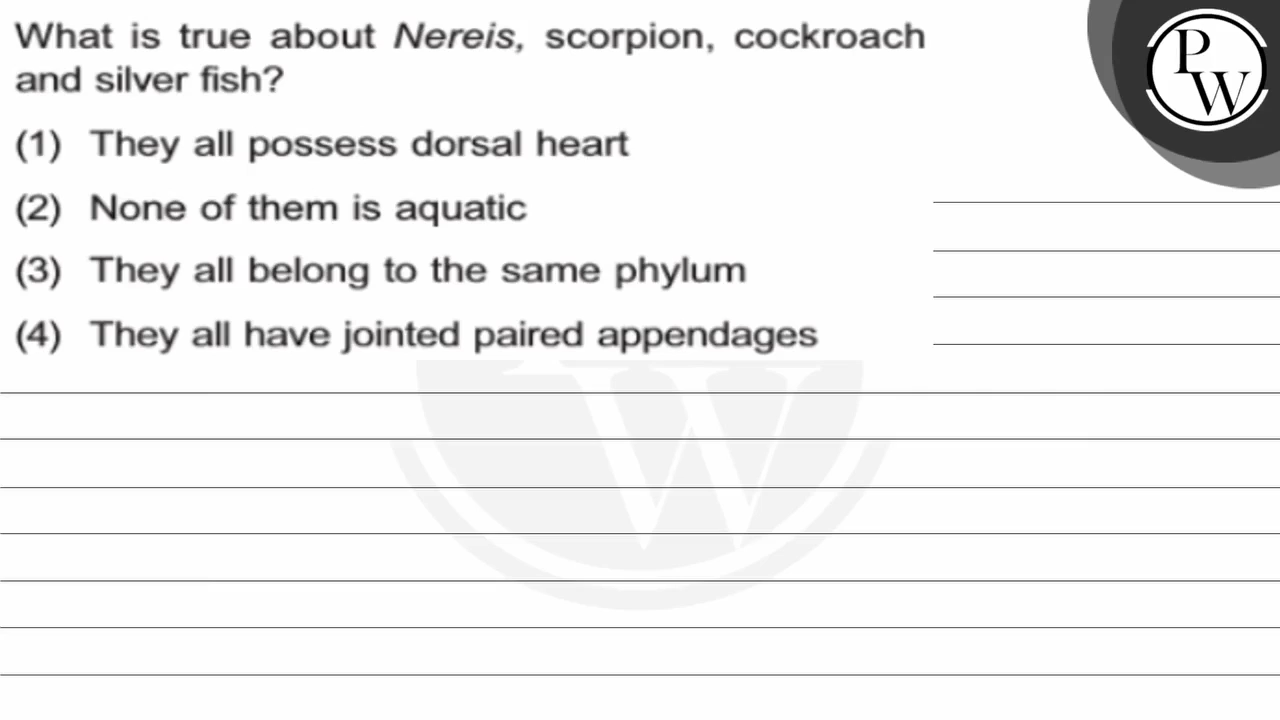 What is true about Nereis, scorpion, cockroach
and silver fish?
(1) They all possess dorsal heart
(2) None of them is aquatic
(3) They all belong to the same phylum
(4) They all have jointed paired appendages
P
W
W